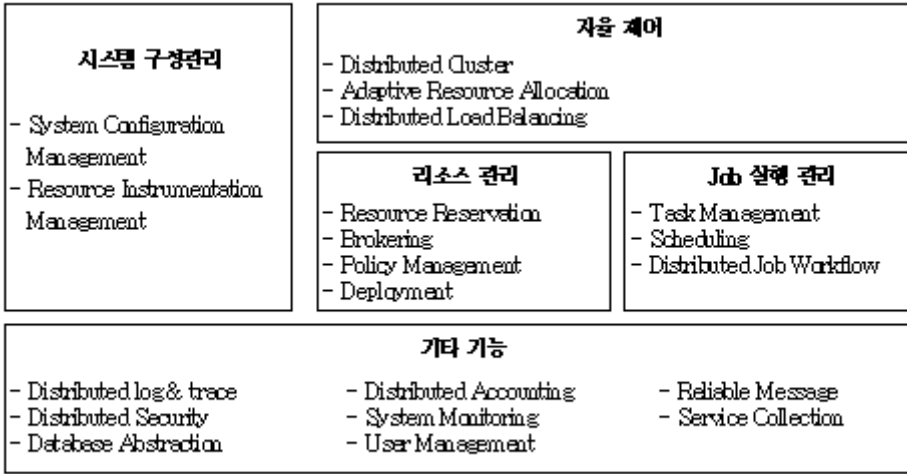 시스템 구성관리
- System Configuration
Management
- Resource Instrumentation
Management
자율 제어
- Distributed Cluster
- Adaptive Resource Allocation
- Distributed Load Balancing
리소스 관리
- Resource Reservation
- Brokering
- Policy Management
- Deployment
Job 실행 관리
- Task Management
- Scheduling
- Distributed Job Workflow
기타 기능
- Distributed log & trace
- Distributed Security
- Database Abstraction
- Distributed Accounting
- System Monitoring
- User Management
- Reliable Message
- Service Collection